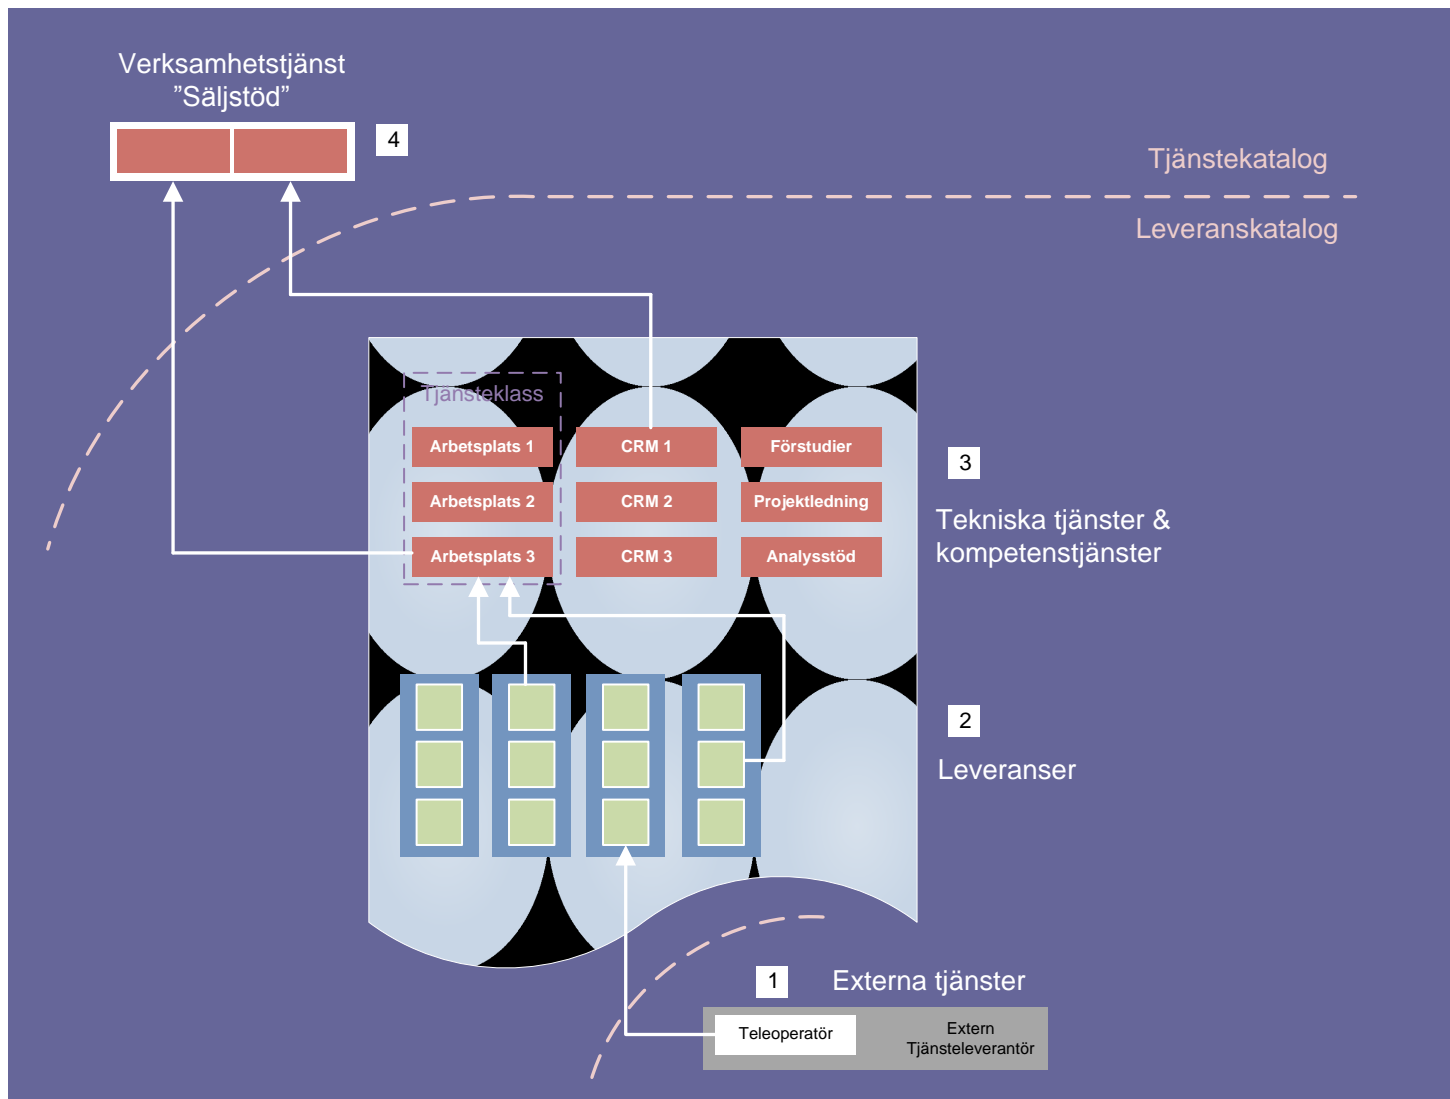 Verksamhetstjänst
”Säljstöd”
4
Tjänstekatalog
Leveranskatalog
Tjänsteklass
Arbetsplats 1
CRM 1
Förstudier
Arbetsplats 2
CRM 2
Projektledning
Arbetsplats 3
CRM 3
Analysstöd
3
Tekniska tjänster &
kompetenstjänster
2
Leveranser
1
Externa tjänster
Teleoperatör
Extern
Tjänsteleverantör